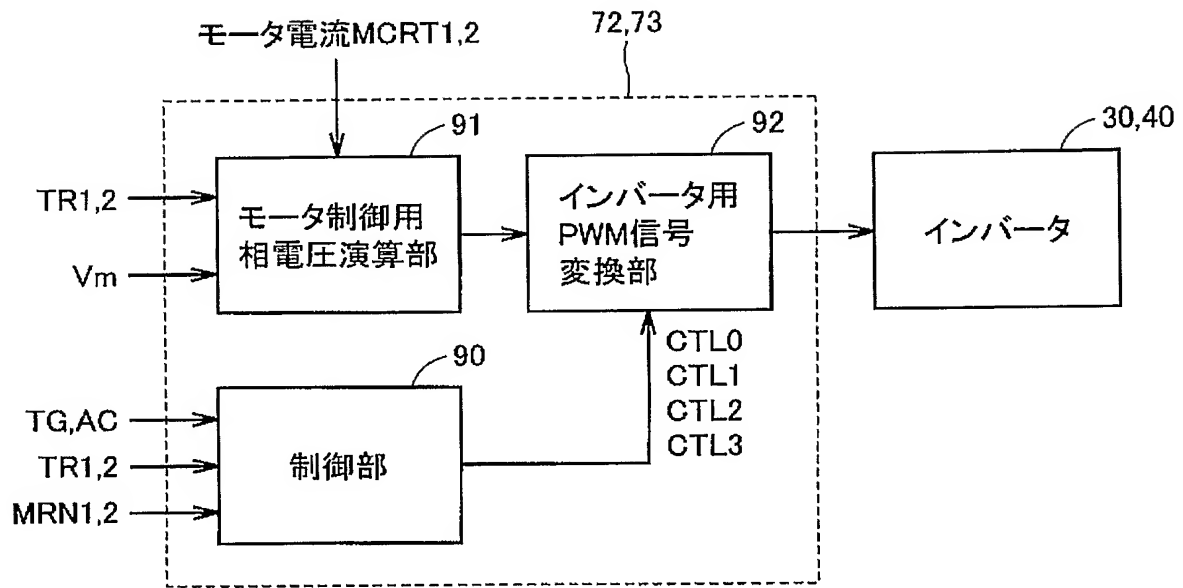 モータ電流MCRT1,2
72,73
91
92
30,40
TR1,2
Vm
モータ制御用
相電圧演算部
インバータ用
PWM信号
変換部
インバータ
90
CTL0
CTL1
CTL2
CTL3
TG,AC
TR1,2
MRN1,2
制御部